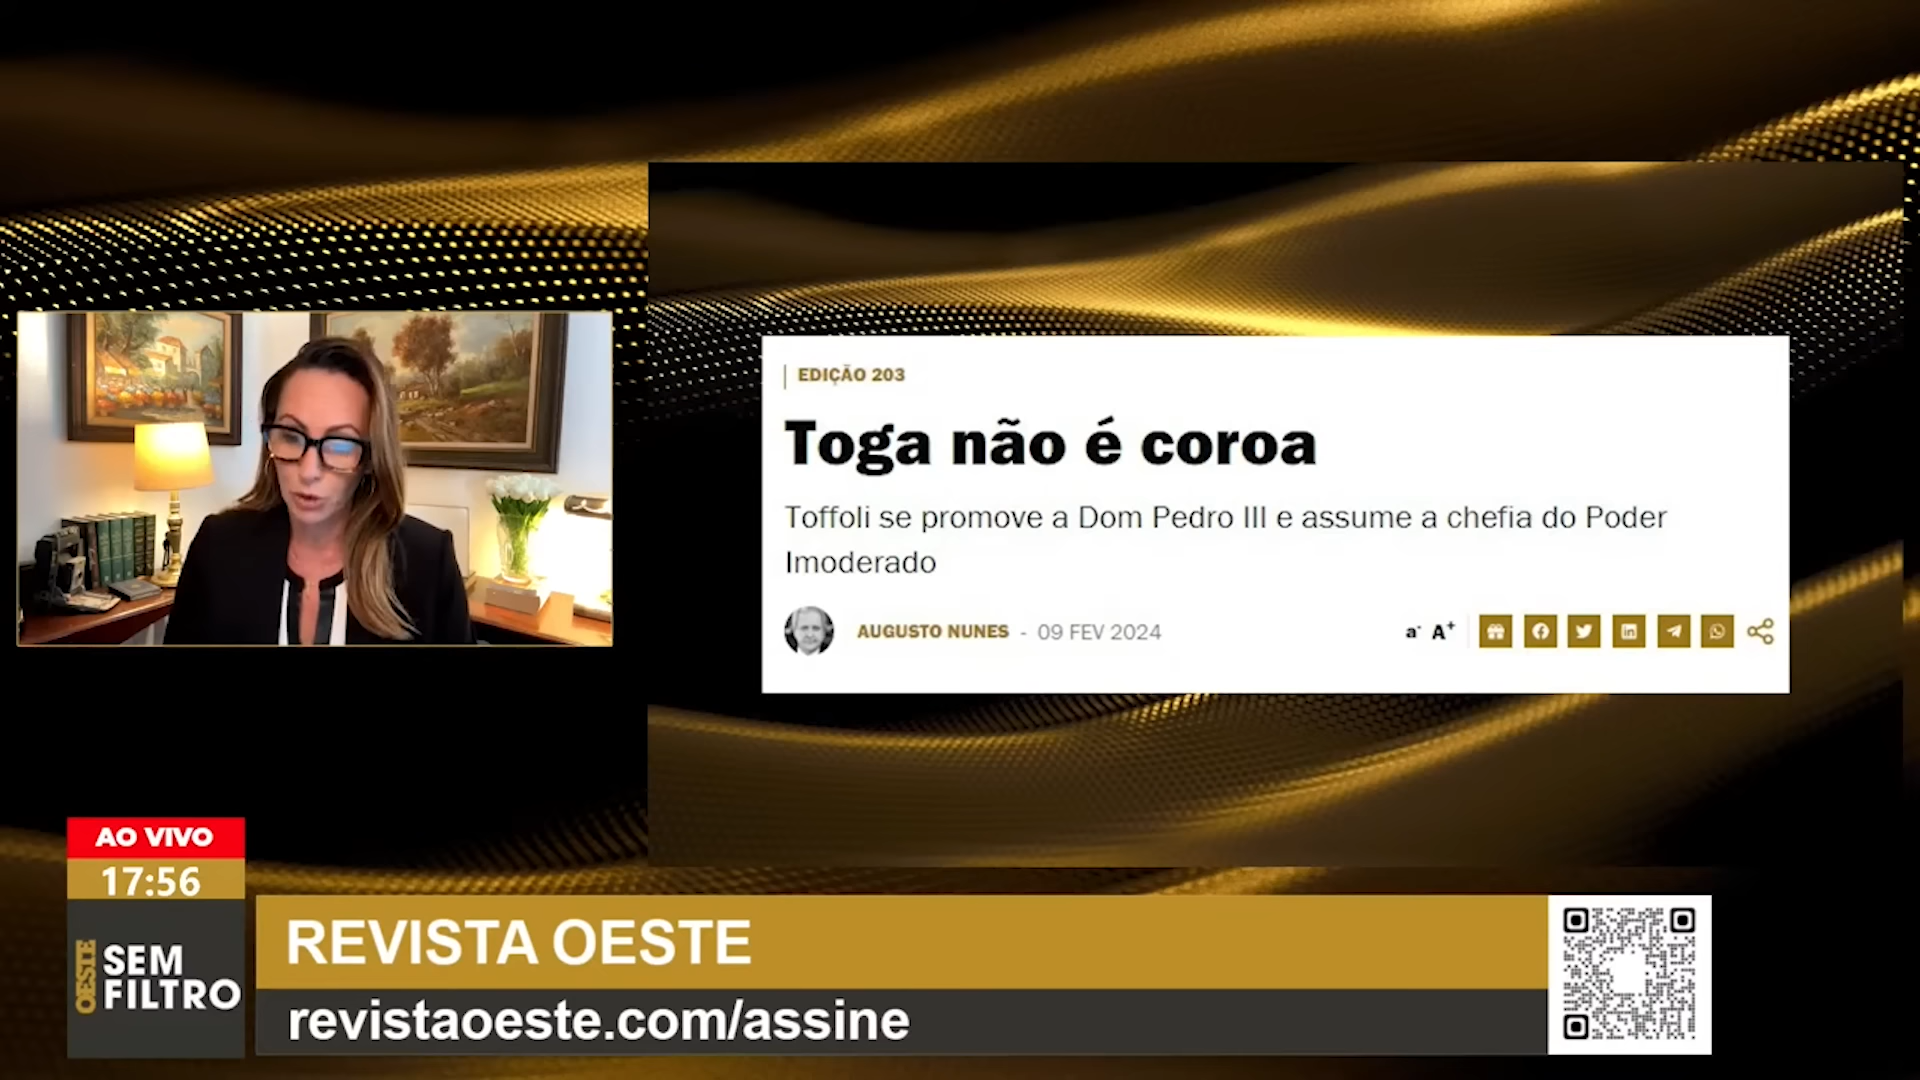 EDIÇÃO 203
Toga não é coroa
Toffoli se promove a Dom Pedro III e assume a chefia do Poder
Imoderado
AUGUSTO NUNES - 09 FEV 2024
a- A+
AO VIVO
17:56
OESTE
SEM
FILTRO
REVISTA OESTE
revistaoeste.com/assine